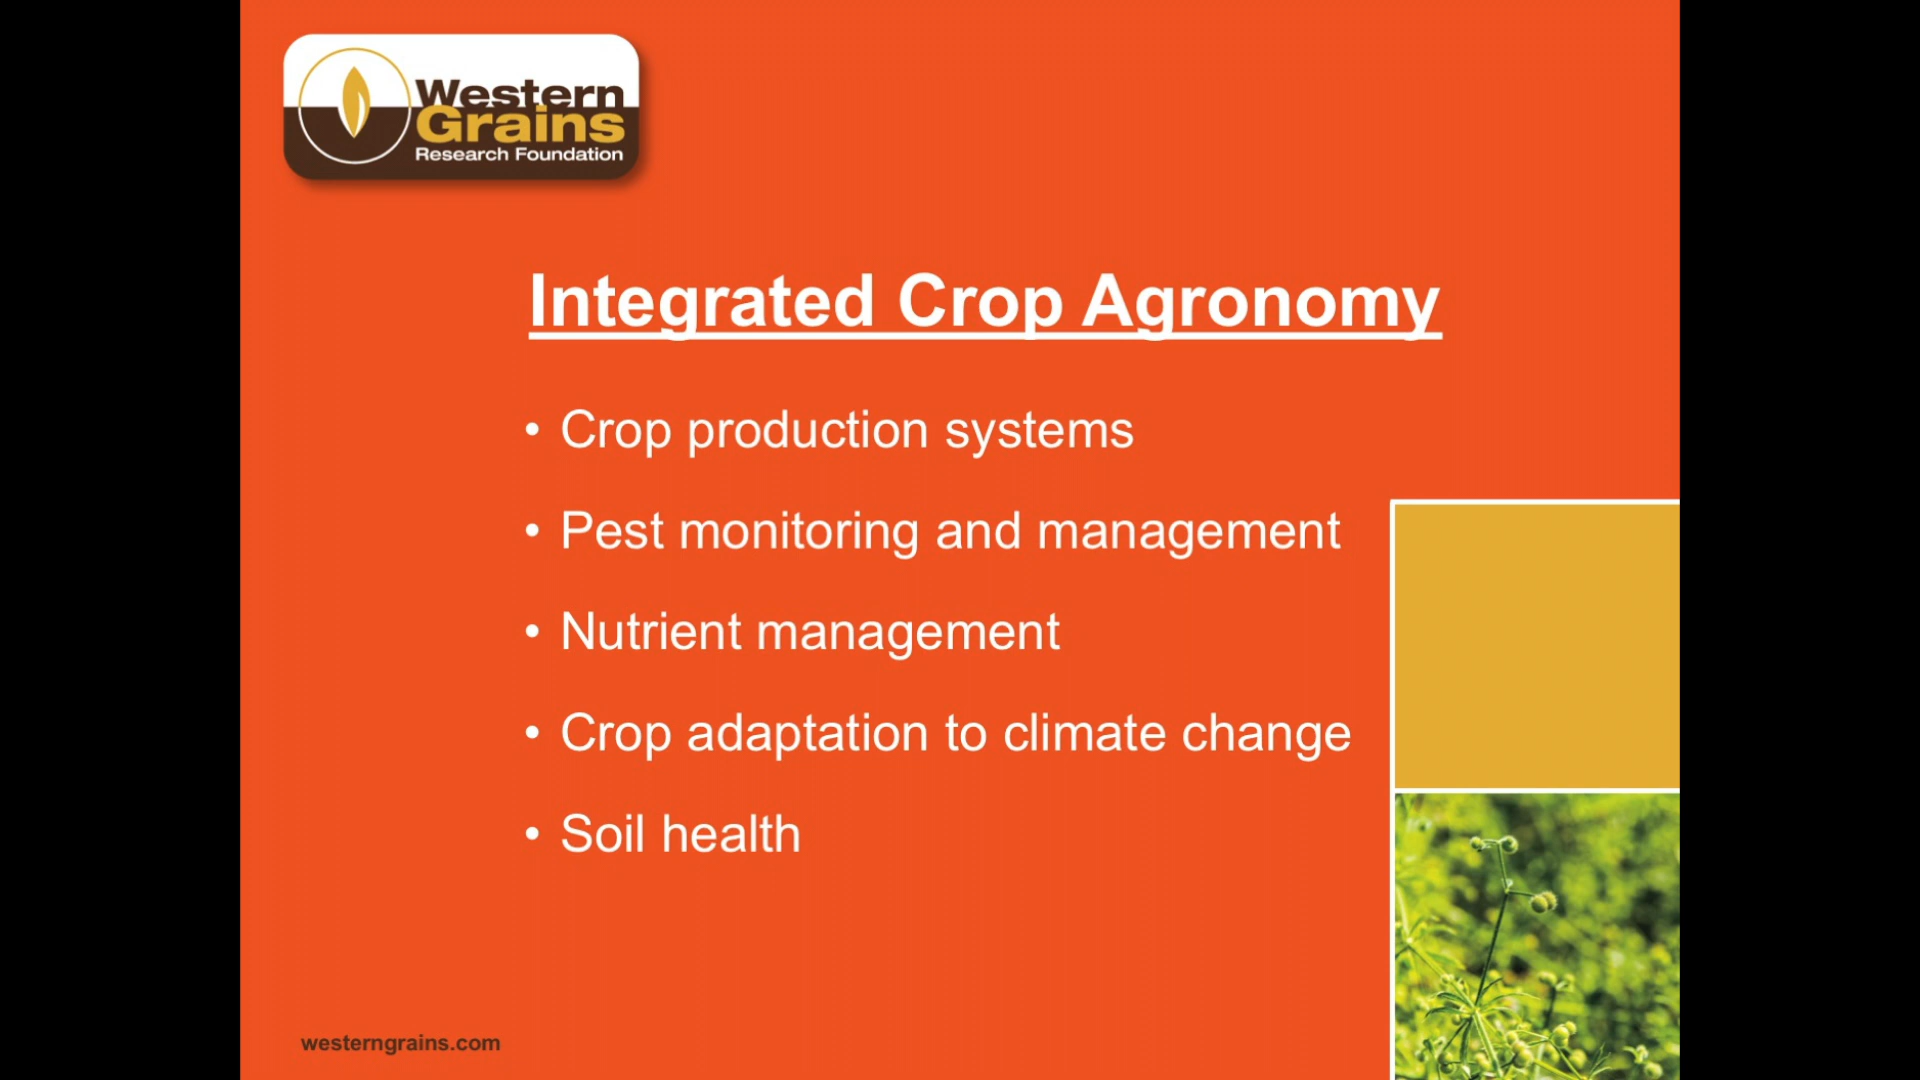 Western
Grains
Research Foundation
Integrated Crop Agronomy
• Crop production systems
• Pest monitoring and management
• Nutrient management
• Crop adaptation to climate change
• Soil health
westerngrains.com